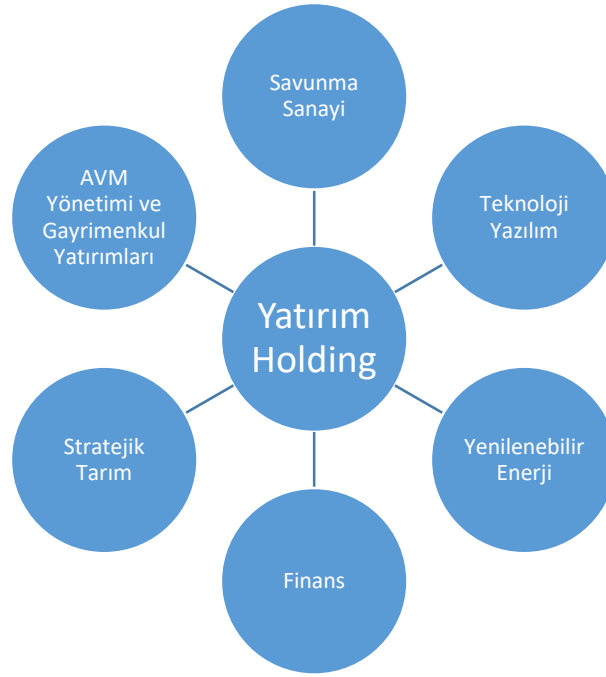 Savunma
Sanayi
AVM
Yönetimi ve
Gayrimenkul
Yatırımları
Teknoloji
Yazılım
Yatırım
Holding
Stratejik
Tarım
Yenilenebilir
Enerji
Finans